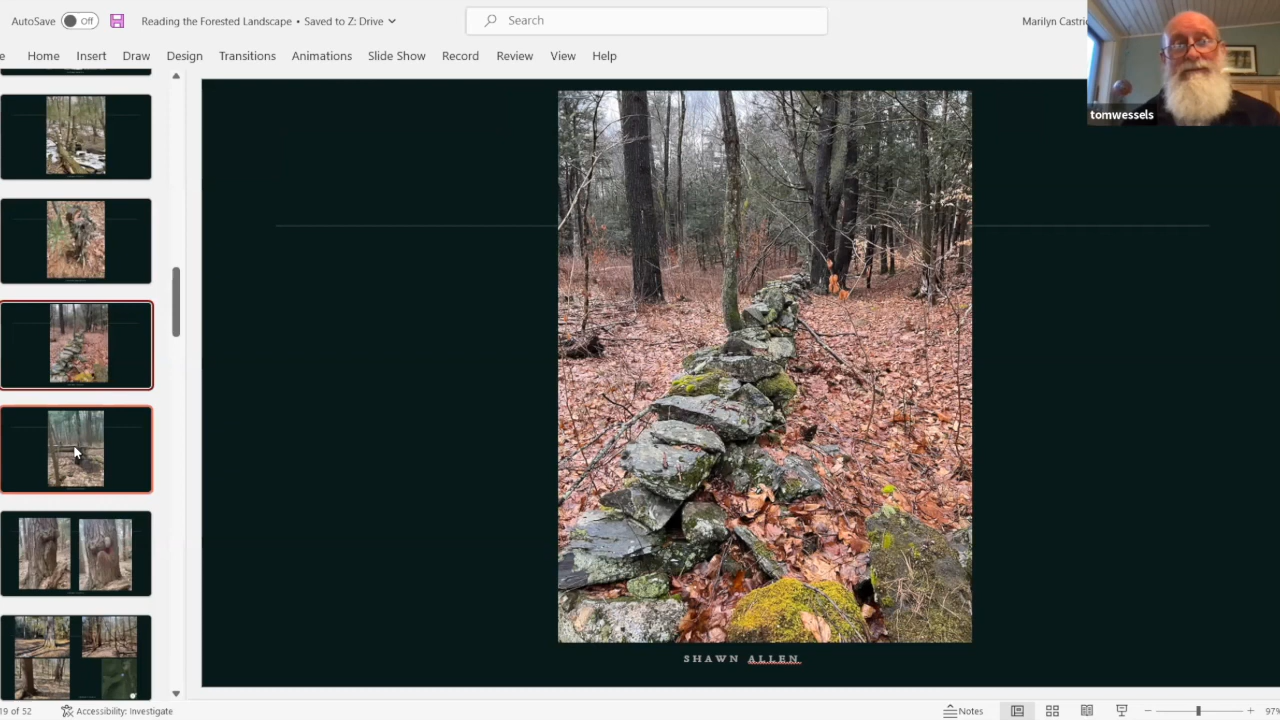 AutoSave Off Reading the Forested Landscape • Saved to Z: Drive Search Marilyn Castric
Home Insert Draw Design Transitions Animations Slide Show Record Review View Help
tomwessels
SHAWN ALLEN
19 of 52 Accessibility: Investigate Notes 97%